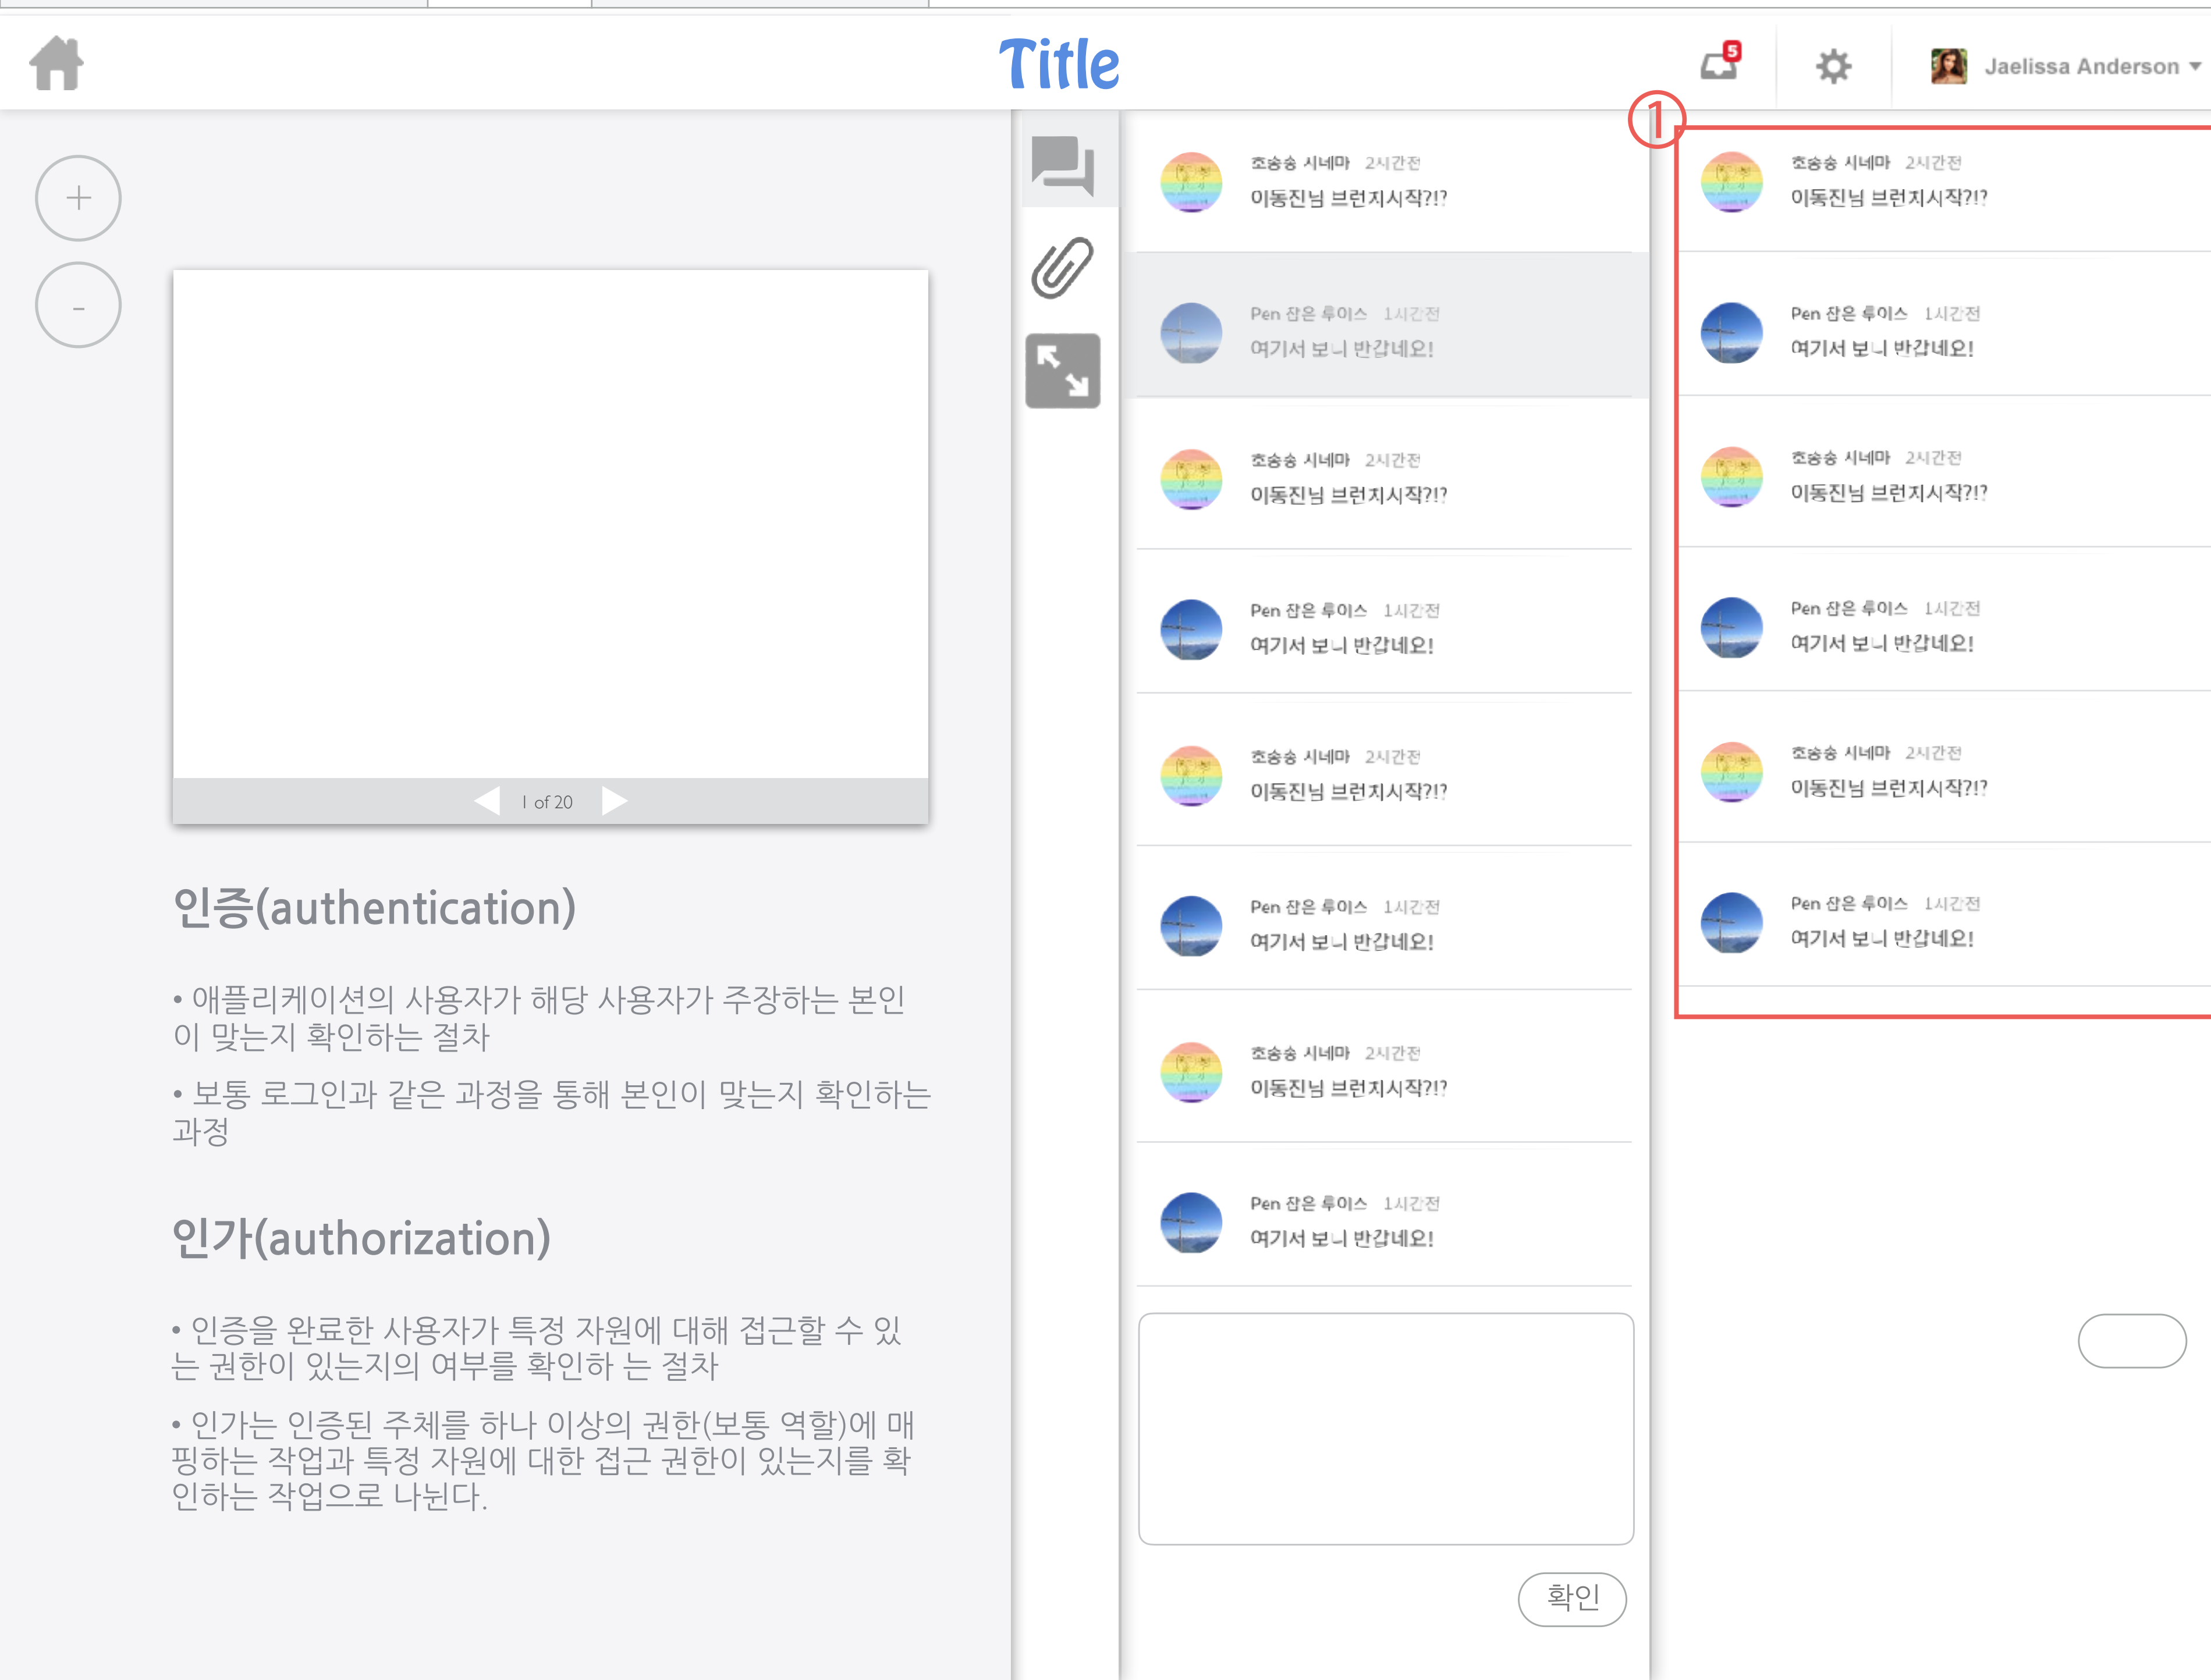 Title
5
Jaelissa Anderson
+
-
1 of 20
인증(authentication)
• 애플리케이션의 사용자가 해당 사용자가 주장하는 본인
이 맞는지 확인하는 절차
• 보통 로그인과 같은 과정을 통해 본인이 맞는지 확인하는
과정
인가(authorization)
• 인증을 완료한 사용자가 특정 자원에 대해 접근할 수 있
는 권한이 있는지의 여부를 확인하 는 절차
• 인가는 인증된 주체를 하나 이상의 권한(보통 역할)에 매
핑하는 작업과 특정 자원에 대한 접근 권한이 있는지를 확
인하는 작업으로 나뉜다.
호송송 시네마 2시간전
이동진님 브런치시작?!?
Pen 잡은 루이스 1시간전
여기서 보니 반갑네요!
호송송 시네마 2시간전
이동진님 브런치시작?!?
Pen 잡은 루이스 1시간전
여기서 보니 반갑네요!
호송송 시네마 2시간전
이동진님 브런치시작?!?
Pen 잡은 루이스 1시간전
여기서 보니 반갑네요!
호송송 시네마 2시간전
이동진님 브런치시작?!?
Pen 잡은 루이스 1시간전
여기서 보니 반갑네요!
확인
①
호송송 시네마 2시간전
이동진님 브런치시작?!?
Pen 잡은 루이스 1시간전
여기서 보니 반갑네요!
호송송 시네마 2시간전
이동진님 브런치시작?!?
Pen 잡은 루이스 1시간전
여기서 보니 반갑네요!
호송송 시네마 2시간전
이동진님 브런치시작?!?
Pen 잡은 루이스 1시간전
여기서 보니 반갑네요!